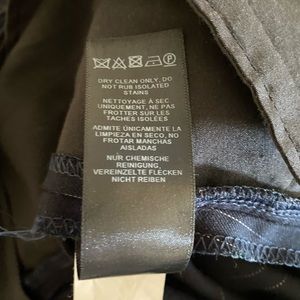 DRY CLEAN ONLY, DO
NOT RUB ISOLATED
STAINS
NETTOYAGE À SEC
UNIQUEMENT, NE PAS
FROTTER SUR LES
TÂCHES ISOLÉES
ADMITE ÚNICAMENTE LA
LIMPIEZA EN SECO, NO
FROTAR MANCHAS
AISLADAS
NUR CHEMISCHE
REINIGUNG,
VEREINZELTE FLECKEN
NICHT REIBEN